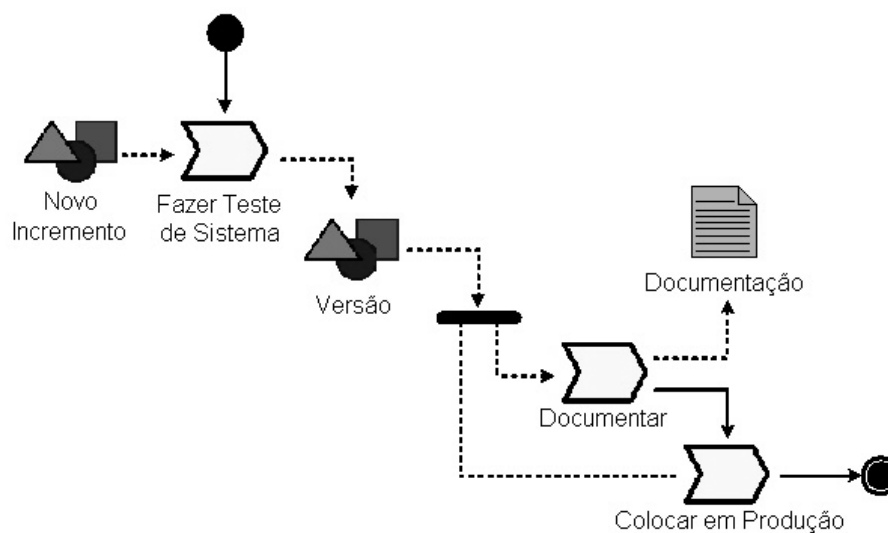 Novo
Incremento
Fazer Teste
de Sistema
Versão
Documentação
Documentar
Colocar em Produção